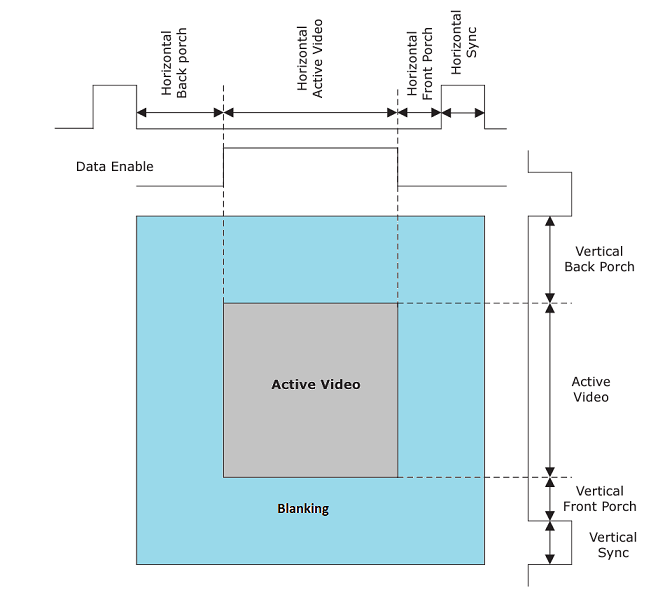 Horizontal
Back porch
Horizontal
Active Video
Horizontal
Front Porch
Horizontal
Sync
Data Enable
Vertical
Back Porch
Active Video
Active
Video
Vertical
Front Porch
Blanking
Vertical
Sync